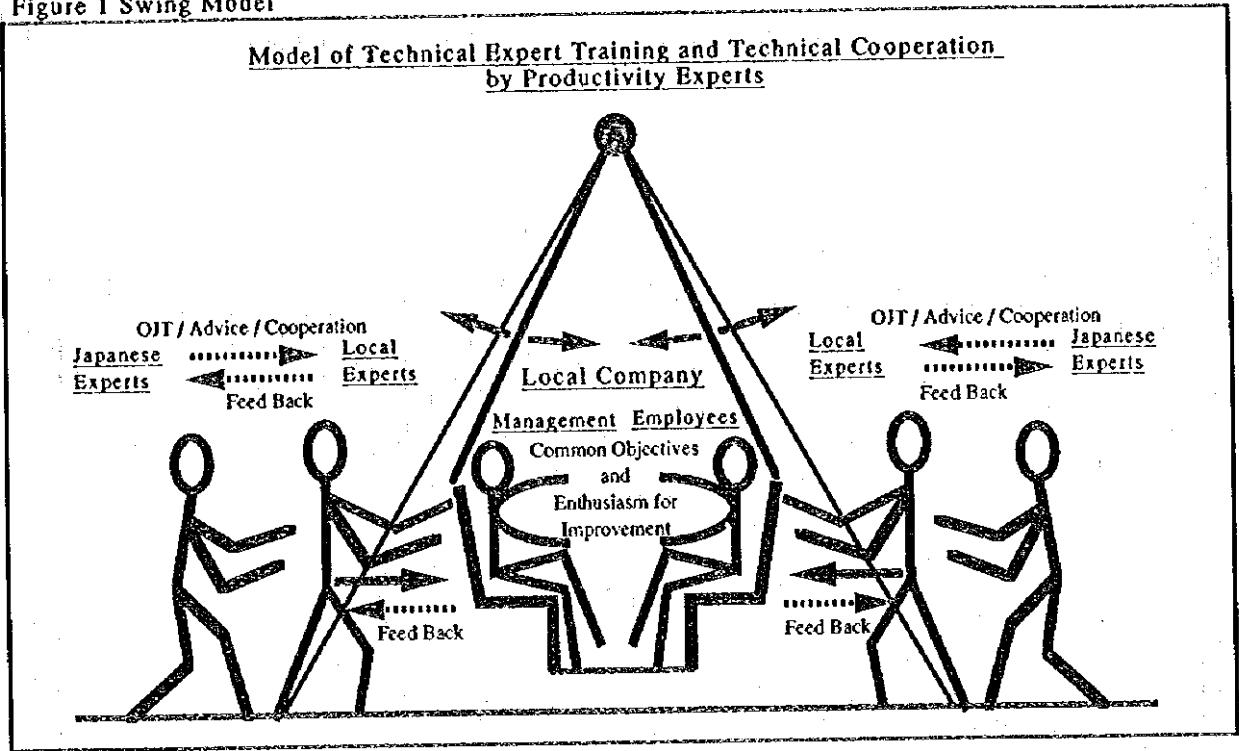 Figure 1 Swing Model
Model of Technical Expert Training and Technical Cooperation
by Productivity Experts
OJT / Advice / Cooperation
Japanese Experts
Local Experts
Feed Back
OJT / Advice / Cooperation
Local Experts
Japanese Experts
Feed Back
Local Company
Management Employees
Common Objectives
and
Enthusiasm for
Improvement
Feed Back
Feed Back